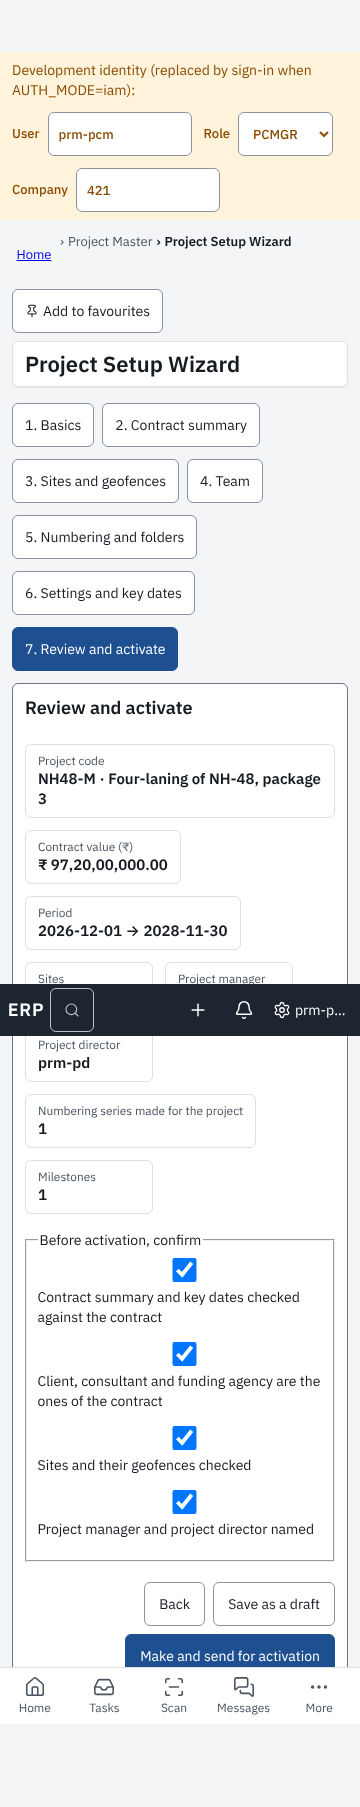 Development identity (replaced by sign-in when
AUTH_MODE=iam):
User prm-pcm Role PCMGR
Company 421
Home › Project Master › Project Setup Wizard
Add to favourites
Project Setup Wizard
1. Basics 2. Contract summary
3. Sites and geofences 4. Team
5. Numbering and folders
6. Settings and key dates
7. Review and activate
Review and activate
Project code
NH48-M · Four-laning of NH-48, package
3
Contract value (₹)
₹ 97,20,00,000.00
Period
2026-12-01 → 2028-11-30
Sites Project manager
ERP prm-p...
Project director
prm-pd
Numbering series made for the project
1
Milestones
1
Before activation, confirm
Contract summary and key dates checked
against the contract
Client, consultant and funding agency are the
ones of the contract
Sites and their geofences checked
Project manager and project director named
Back Save as a draft
Make and send for activation
Home Tasks Scan Messages More